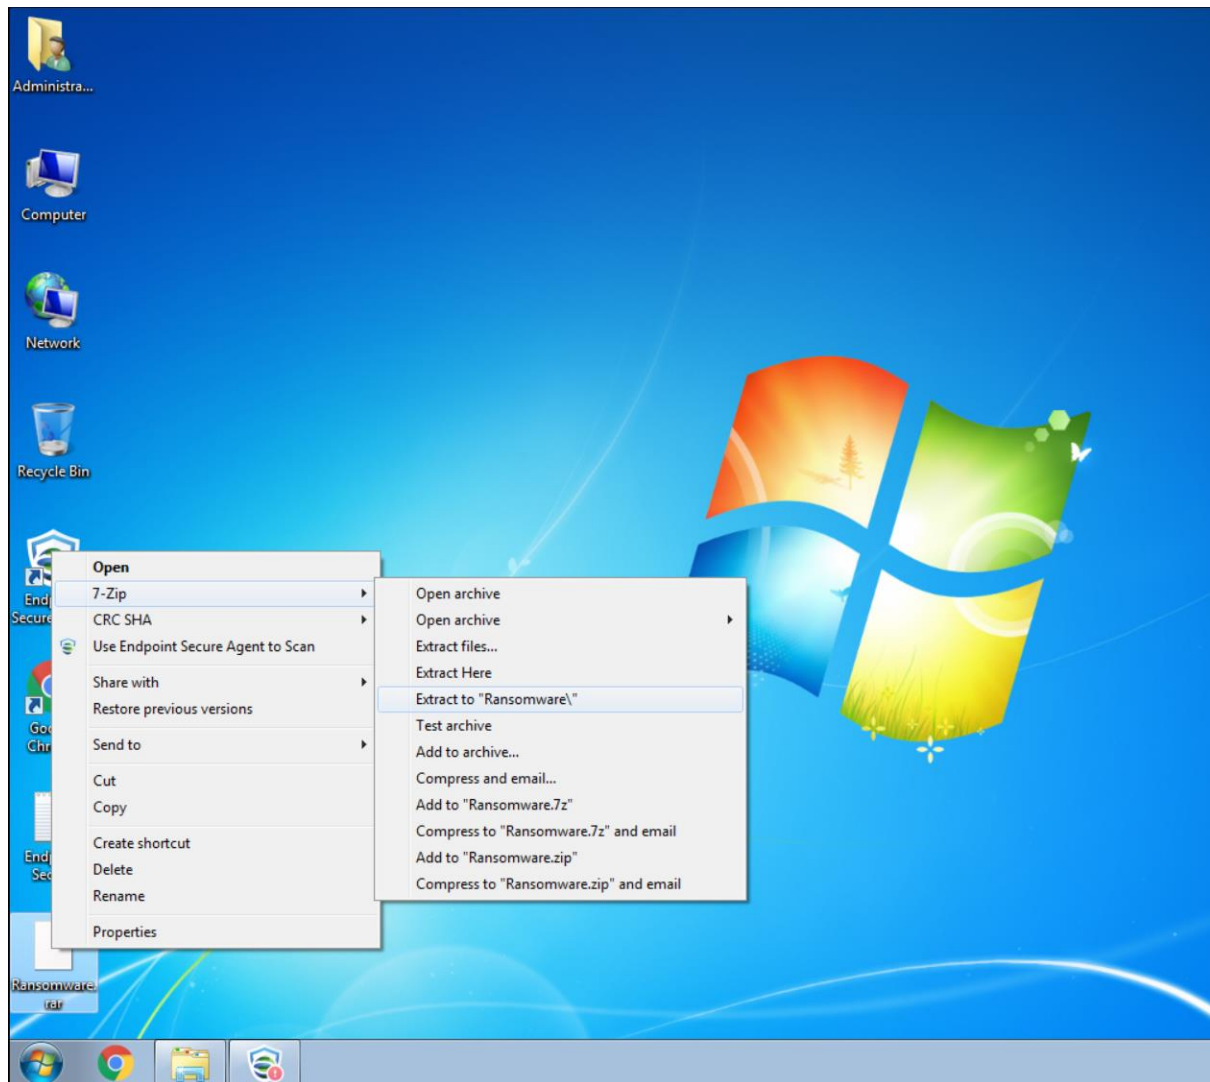 Administra...
Computer
Network
Recycle Bin
Open
7-Zip
CRC SHA
Use Endpoint Secure Agent to Scan
Share with
Restore previous versions
Send to
Cut
Copy
Create shortcut
Delete
Rename
Properties
Open archive
Open archive
Extract files...
Extract Here
Extract to "Ransomware\"
Test archive
Add to archive...
Compress and email...
Add to "Ransomware.7z"
Compress to "Ransomware.7z" and email
Add to "Ransomware.zip"
Compress to "Ransomware.zip" and email
Ransomware.
rar